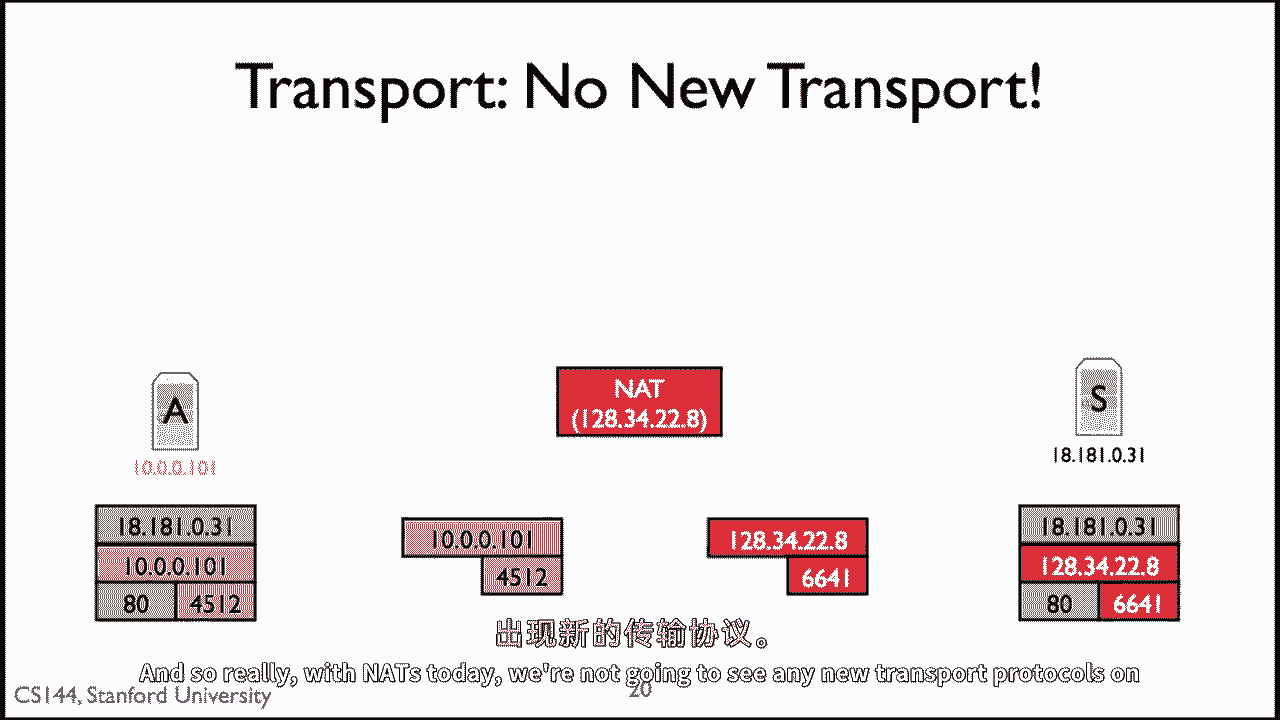 Transport: No New Transport!
A
10.0.0.101
NAT
(128.34.22.8)
S
18.181.0.31
18.181.0.31
10.0.0.101
80 4512
10.0.0.101
4512
128.34.22.8
6641
18.181.0.31
128.34.22.8
80 6641
出现新的传输协议。
And so really, with NATs today, we're not going to see any new transport protocols on
CS144, Stanford University
20